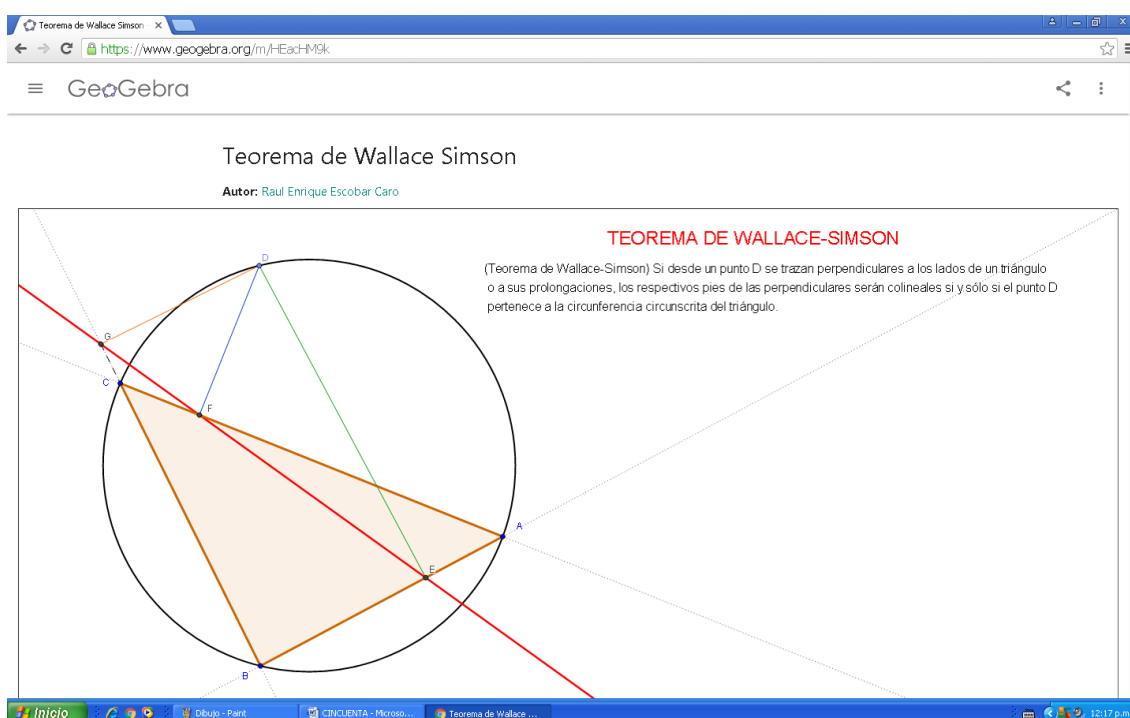 Teorema de Wallace Simson
https://www.geogebra.org/m/HEacHM9k
GeoGebra
Teorema de Wallace Simson
Autor: Raul Enrique Escobar Caro
TEOREMA DE WALLACE-SIMSON
(Teorema de Wallace-Simson) Si desde un punto D se trazan perpendiculares a los lados de un triángulo
o a sus prolongaciones, los respectivos pies de las perpendiculares serán colineales si y sólo si el punto D
pertenece a la circunferencia circunscrita del triángulo.
D
G
C
F
A
E
B
Inicio
Dibujo - Paint
CINCUENTA - Microso...
Teorema de Wallace ...
12:17 p.m.